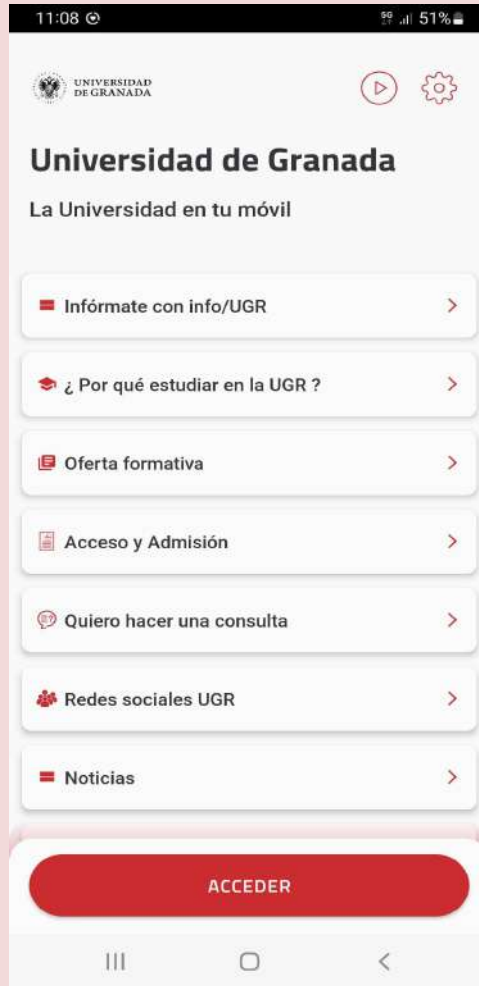 11:08
5G
51%
UNIVERSIDAD
DE GRANADA
Universidad de Granada
La Universidad en tu móvil
Infórmate con info/UGR
¿ Por qué estudiar en la UGR ?
Oferta formativa
Acceso y Admisión
Quiero hacer una consulta
Redes sociales UGR
Noticias
ACCEDER